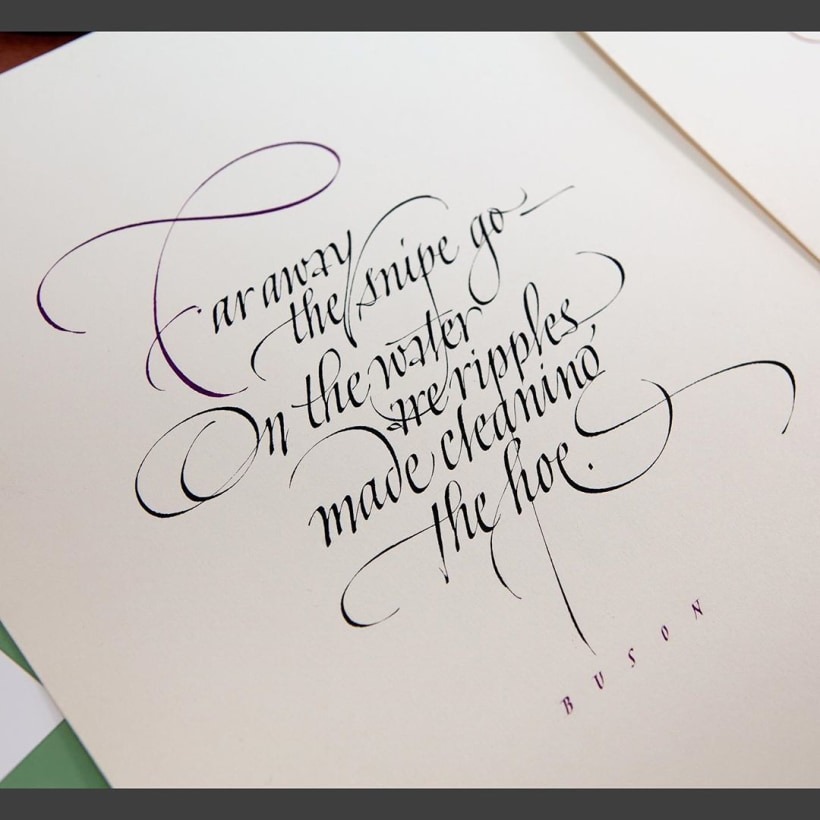 Far away
the snipe go—
On the water
are ripples,
made cleaning
the hoe.
BUSON